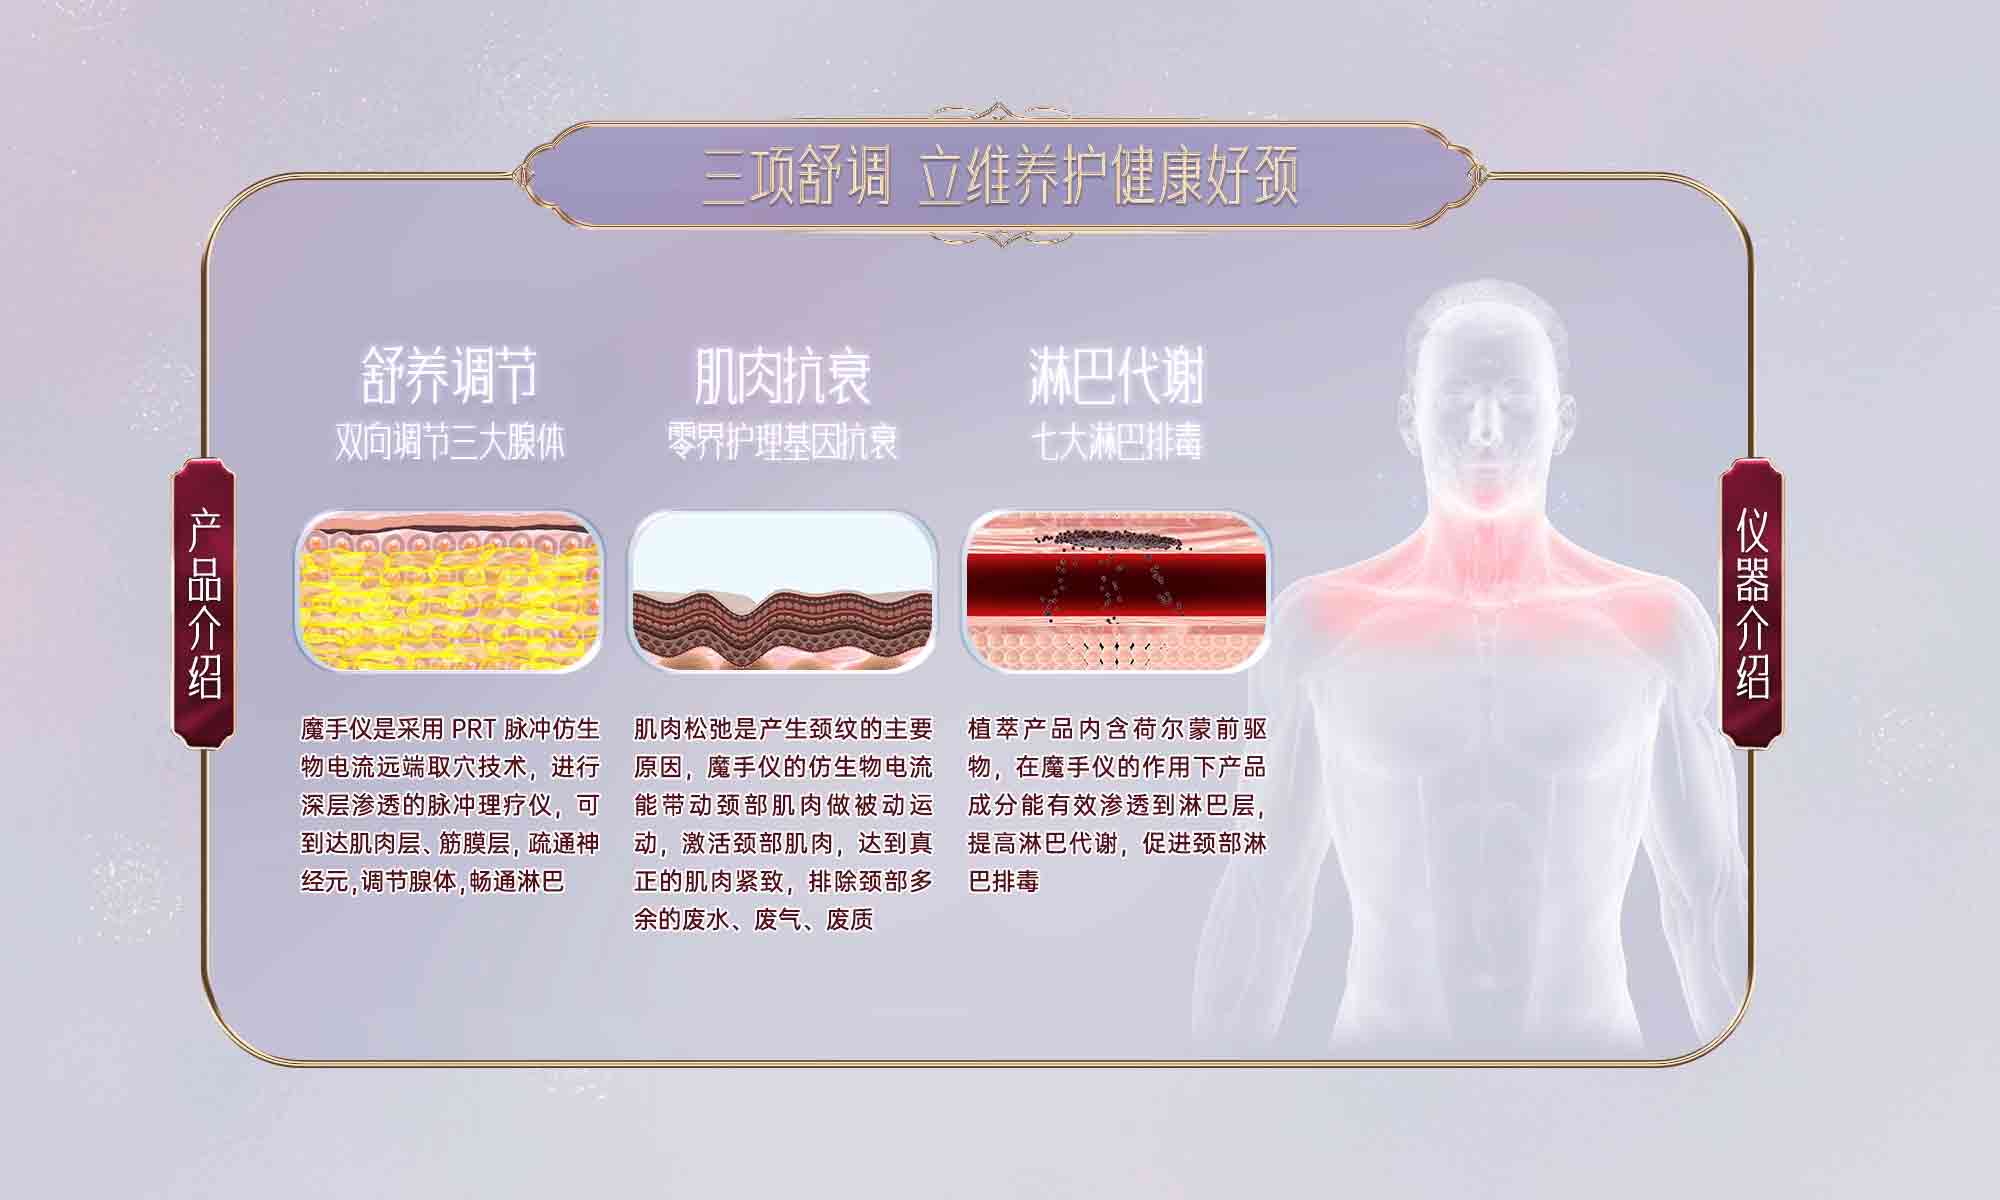 三项舒调 立维养护健康好颈
舒养调节
双向调节三大腺体
魔手仪是采用 PRT 脉冲仿生
物电流远端取穴技术，进行
深层渗透的脉冲理疗仪，可
到达肌肉层、筋膜层，疏通神
经元，调节腺体，畅通淋巴
肌肉抗衰
零界护理基因抗衰
肌肉松弛是产生颈纹的主要
原因，魔手仪的仿生物电流
能带动颈部肌肉做被动运
动，激活颈部肌肉，达到真
正的肌肉紧致，排除颈部多
余的废水、废气、废质
淋巴代谢
七大淋巴排毒
植萃产品内含荷尔蒙前驱
物，在魔手仪的作用下产品
成分能有效渗透到淋巴层，
提高淋巴代谢，促进颈部淋
巴排毒
产品介绍
仪器介绍